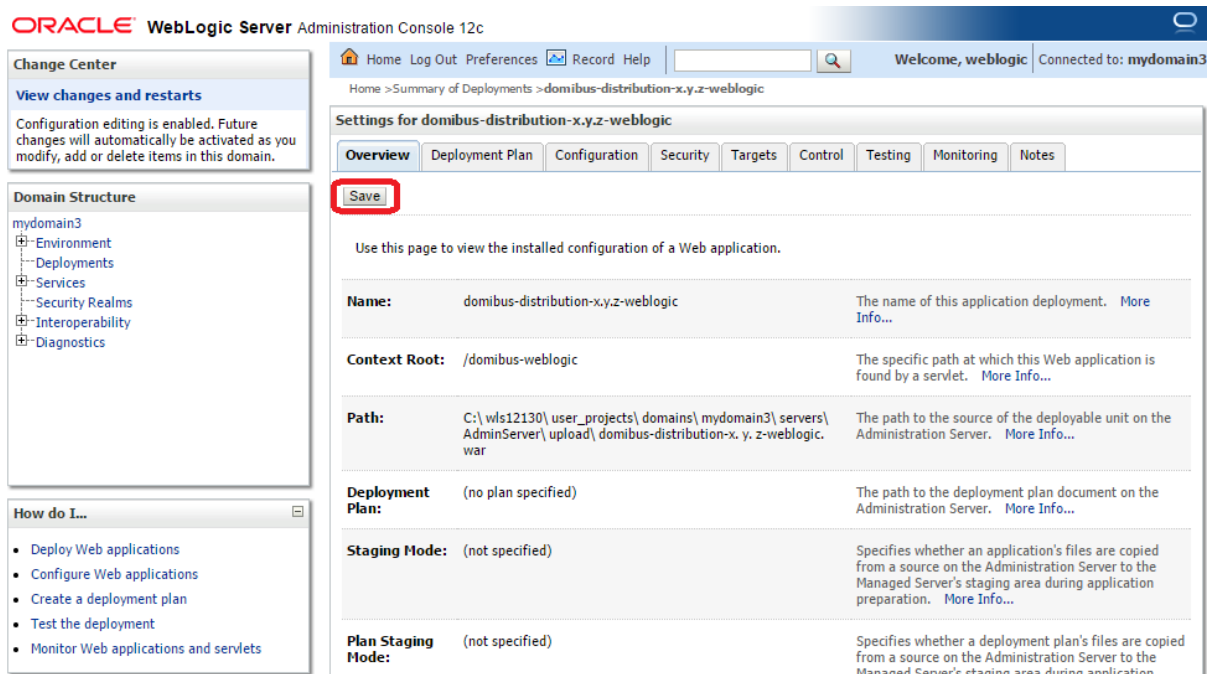 ORACLE WebLogic Server Administration Console 12c
Change Center
View changes and restarts
Configuration editing is enabled. Future
changes will automatically be activated as you
modify, add or delete items in this domain.
Domain Structure
mydomain3
Environment
Deployments
Services
Security Realms
Interoperability
Diagnostics
How do I...
Deploy Web applications
Configure Web applications
Create a deployment plan
Test the deployment
Monitor Web applications and servlets
Home Log Out Preferences Record Help
Welcome, weblogic Connected to: mydomain3
Home >Summary of Deployments >domibus-distribution-x.y.z-weblogic
Settings for domibus-distribution-x.y.z-weblogic
Overview Deployment Plan Configuration Security Targets Control Testing Monitoring Notes
Save
Use this page to view the installed configuration of a Web application.
Name: domibus-distribution-x.y.z-weblogic The name of this application deployment. More
Info...
Context Root: /domibus-weblogic The specific path at which this Web application is
found by a servlet. More Info...
Path: C:\ wls12130\ user_projects\ domains\ mydomain3\ servers\ The path to the source of the deployable unit on the
AdminServer\ upload\ domibus-distribution-x. y. z-weblogic. Administration Server. More Info...
war
Deployment (no plan specified) The path to the deployment plan document on the
Plan: Administration Server. More Info...
Staging Mode: (not specified) Specifies whether an application's files are copied
from a source on the Administration Server to the
Managed Server's staging area during application
preparation. More Info...
Plan Staging (not specified) Specifies whether a deployment plan's files are copied
Mode: from a source on the Administration Server to the
Managed Server's staging area during application